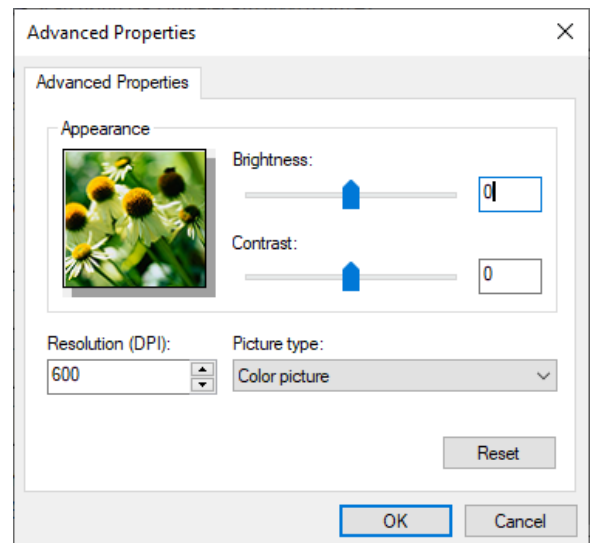 Advanced Properties
Advanced Properties
Appearance
Brightness:
0
Contrast:
0
Resolution (DPI):
Picture type:
600
Color picture
Reset
OK
Cancel